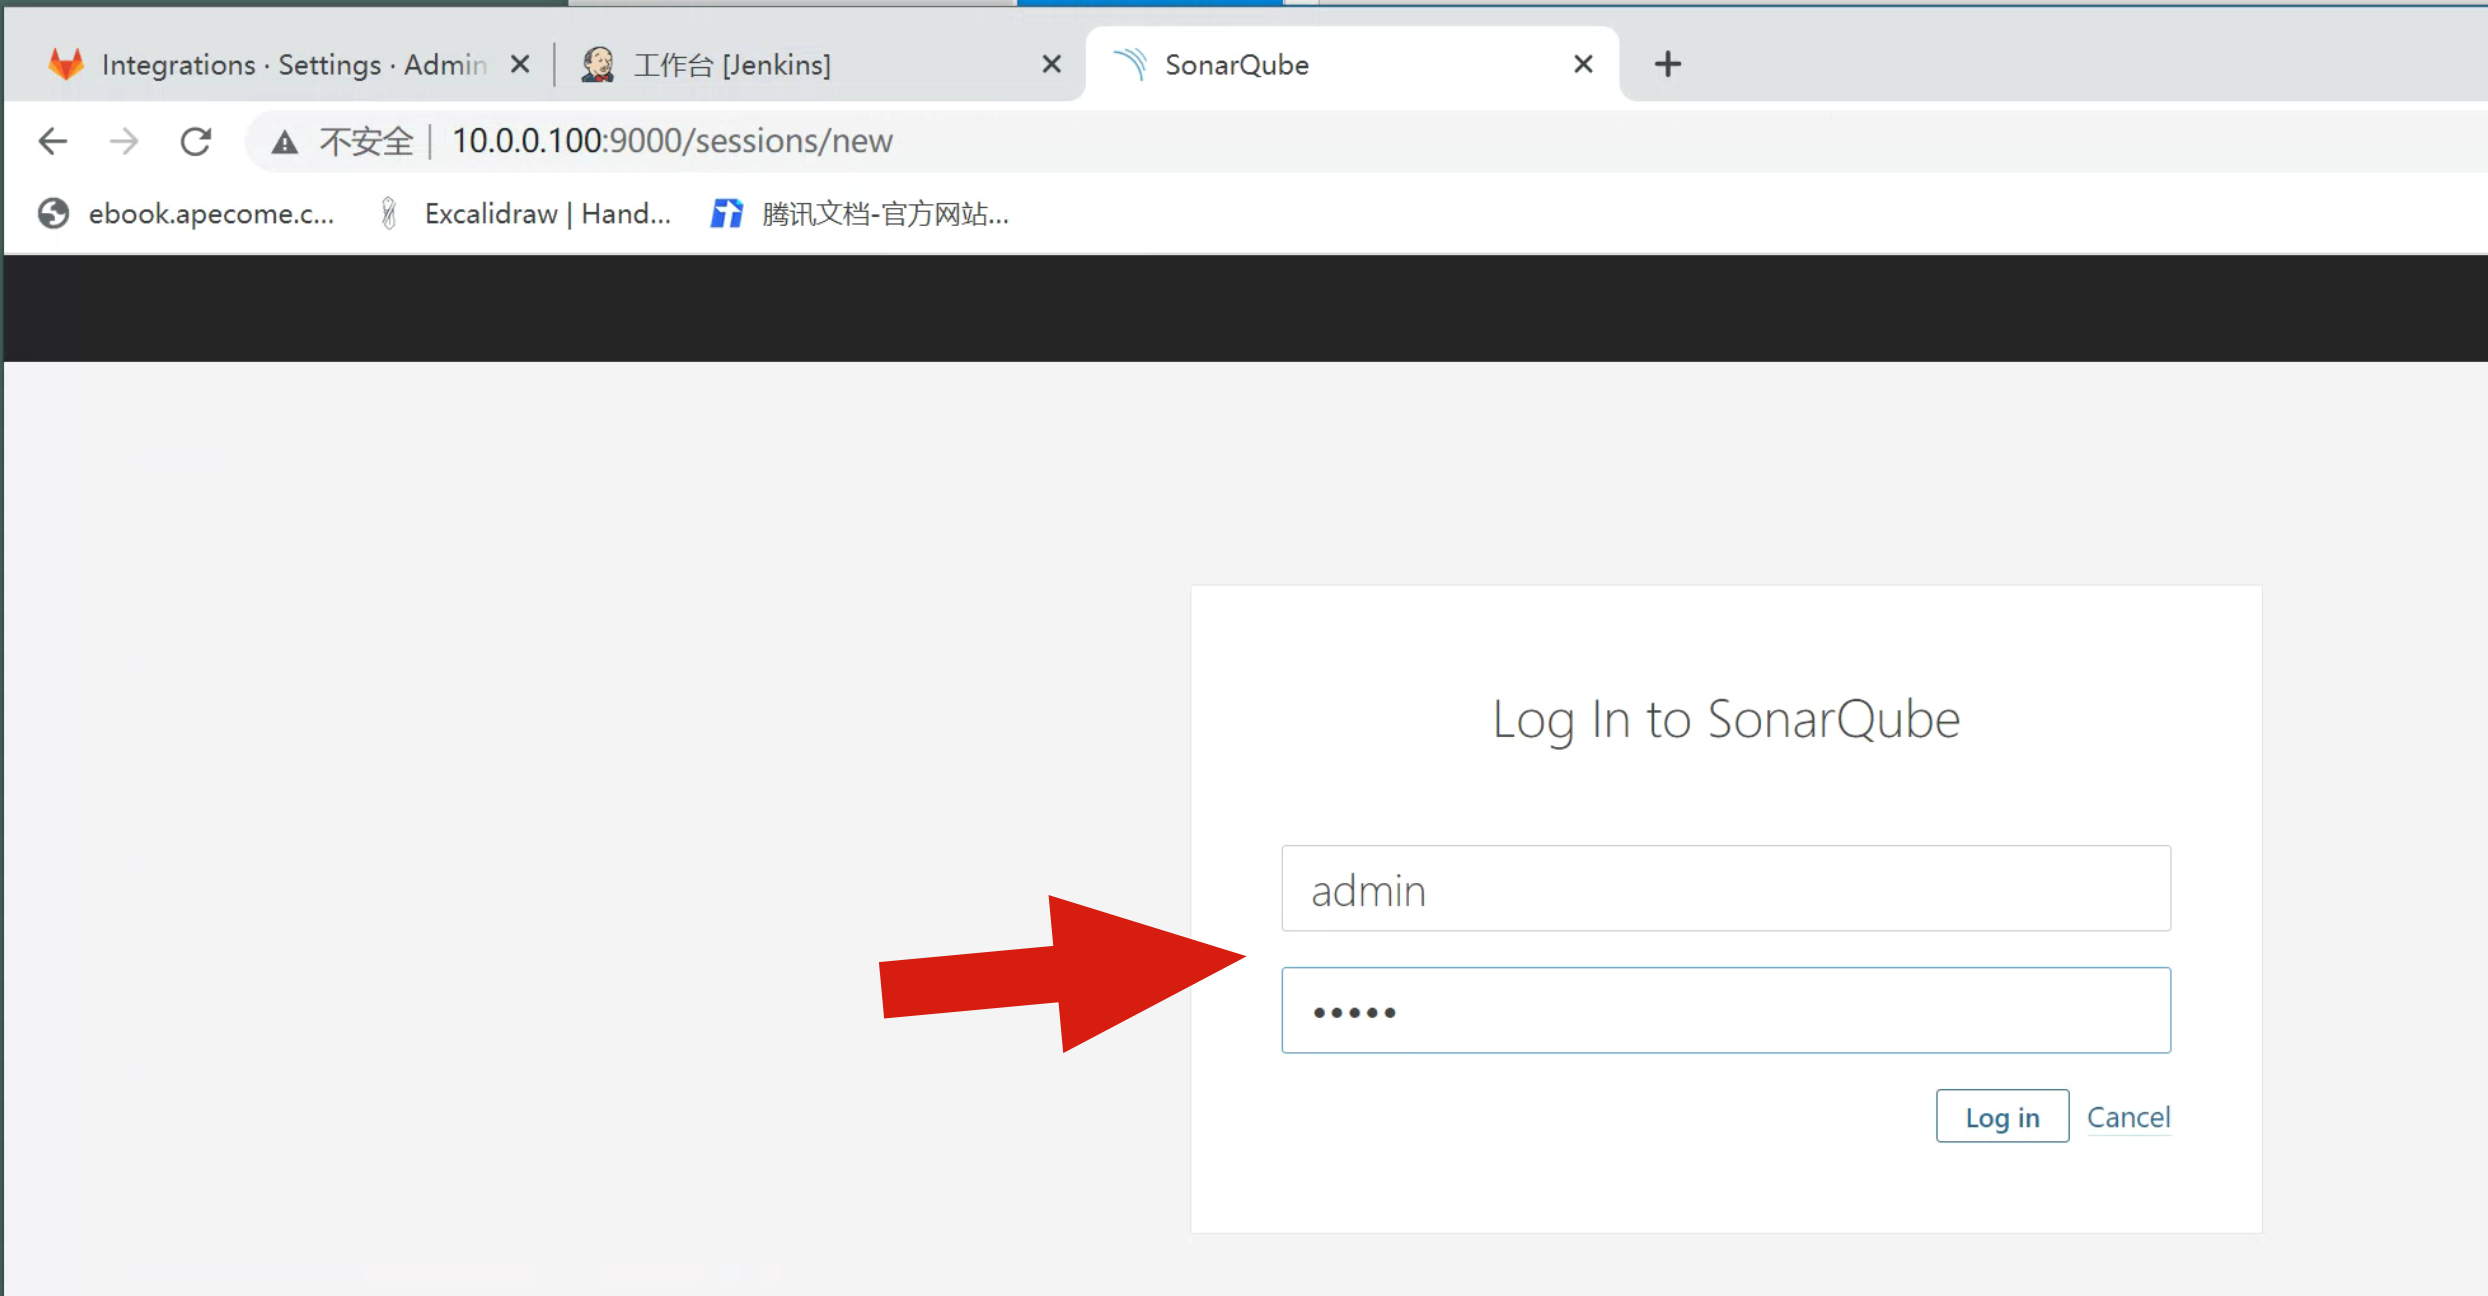 Integrations · Settings · Admin
工作台 [Jenkins]
SonarQube
不安全
10.0.0.100:9000/sessions/new
ebook.apecome.c...
Excalidraw | Hand...
腾讯文档-官方网站...
Log In to SonarQube
admin
•••••
Log in
Cancel